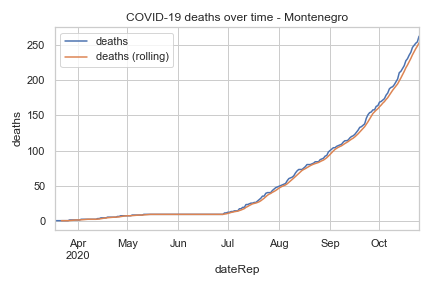 COVID-19 deaths over time - Montenegro
deaths
deaths (rolling)
250
200
150
100
50
0
deaths
Apr
2020
May
Jun
Jul
Aug
Sep
Oct
dateRep